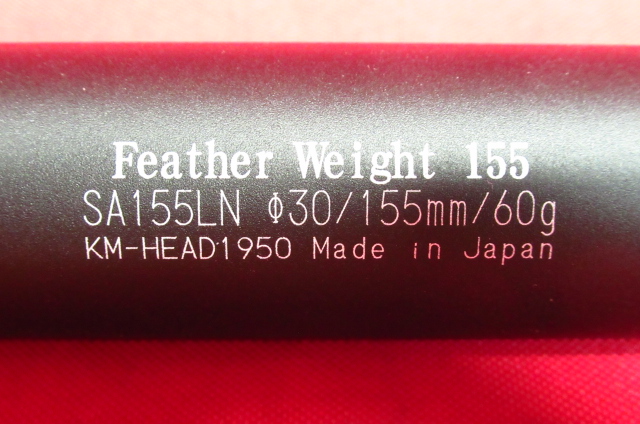 Feather Weight 155
SA155LN Φ30/155mm/60g
KM-HEAD1950 Made in Japan